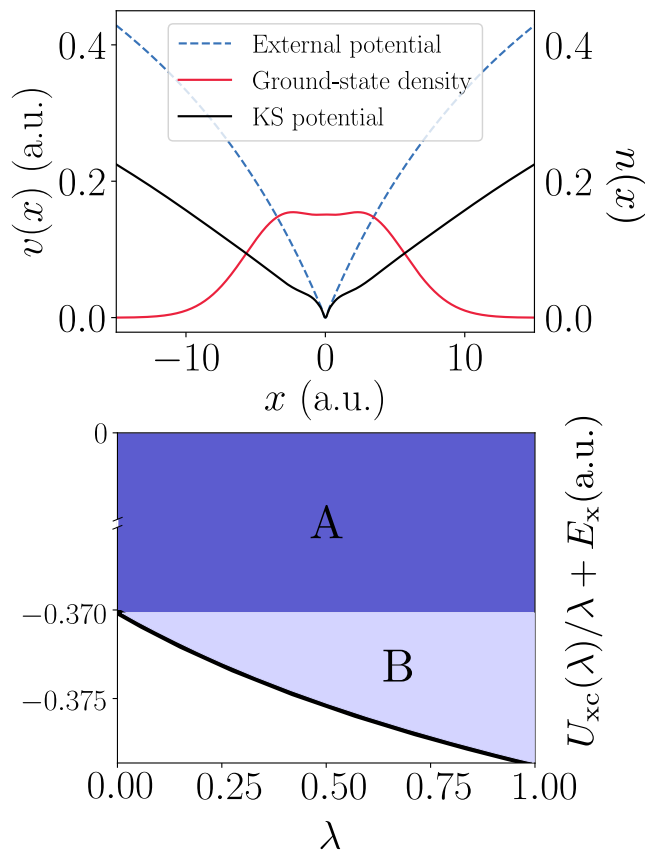 0.4
0.2
0.0
v(x) (a.u.)
External potential
Ground-state density
KS potential
0.4
0.2
0.0
n(x)
−10
0
10
x (a.u.)
0
−0.370
−0.375
A
B
U_xc(λ)/λ + E_x(a.u.)
0.00
0.25
0.50
0.75
1.00
λ